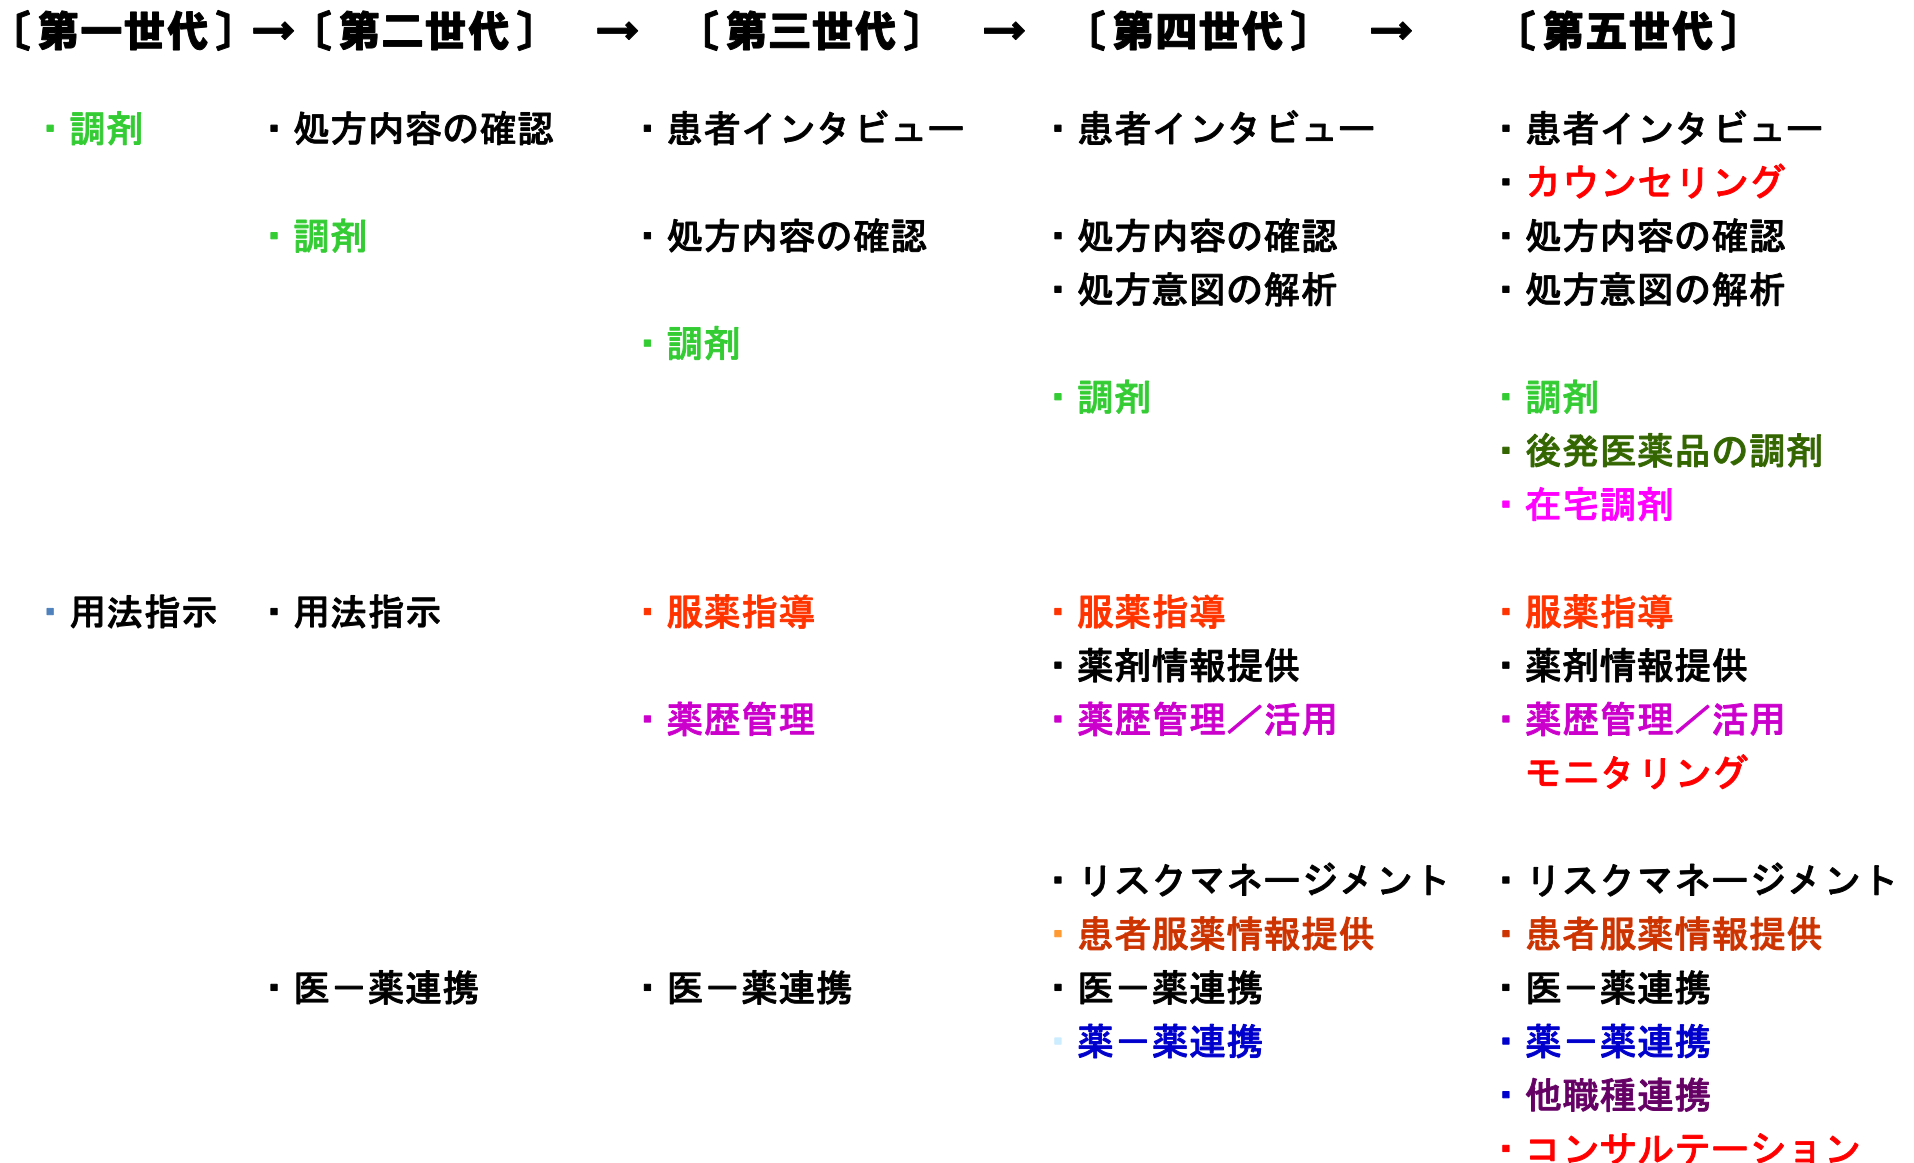 〔第一世代〕→〔第二世代〕 → 〔第三世代〕 → 〔第四世代〕 → 〔第五世代〕
・調剤 ・処方内容の確認 ・患者インタビュー ・患者インタビュー ・患者インタビュー
・カウンセリング
・調剤 ・処方内容の確認 ・処方内容の確認 ・処方内容の確認
・処方意図の解析 ・処方意図の解析
・調剤
・調剤 ・調剤
・後発医薬品の調剤
・在宅調剤
・用法指示 ・用法指示 ・服薬指導 ・服薬指導 ・服薬指導
・薬剤情報提供 ・薬剤情報提供
・薬歴管理 ・薬歴管理／活用 ・薬歴管理／活用
モニタリング
・リスクマネージメント ・リスクマネージメント
・患者服薬情報提供 ・患者服薬情報提供
・医ー薬連携 ・医ー薬連携 ・医ー薬連携 ・医ー薬連携
・薬ー薬連携 ・薬ー薬連携
・他職種連携
・コンサルテーション